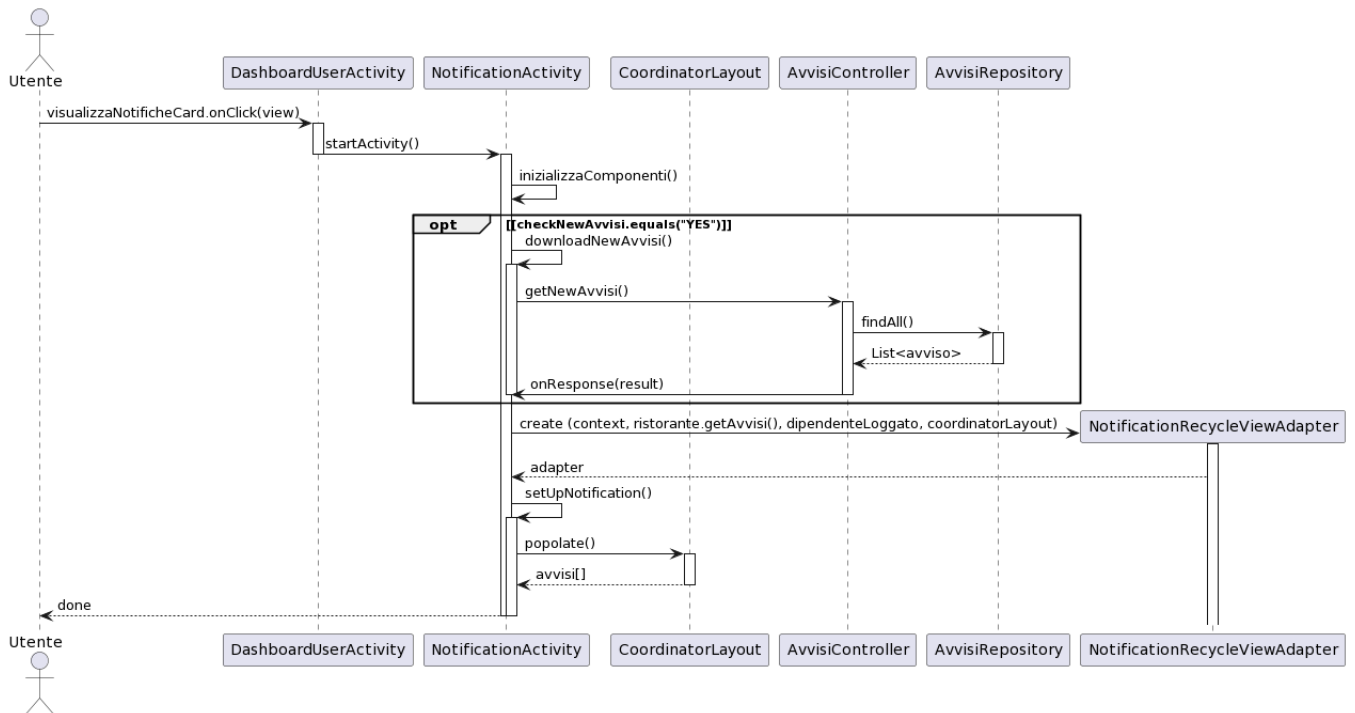 Utente
DashboardUserActivity
NotificationActivity
CoordinatorLayout
AvvisiController
AvvisiRepository
visualizzaNotificheCard.onClick(view)
startActivity()
inizializzaComponenti()
opt
[[checkNewAvvisi.equals("YES")]]
downloadNewAvvisi()
getNewAvvisi()
findAll()
List<avviso>
onResponse(result)
create (context, ristorante.getAvvisi(), dipendenteLoggato, coordinatorLayout)
NotificationRecycleViewAdapter
adapter
setUpNotification()
popolate()
avvisi[]
done
Utente
DashboardUserActivity
NotificationActivity
CoordinatorLayout
AvvisiController
AvvisiRepository
NotificationRecycleViewAdapter